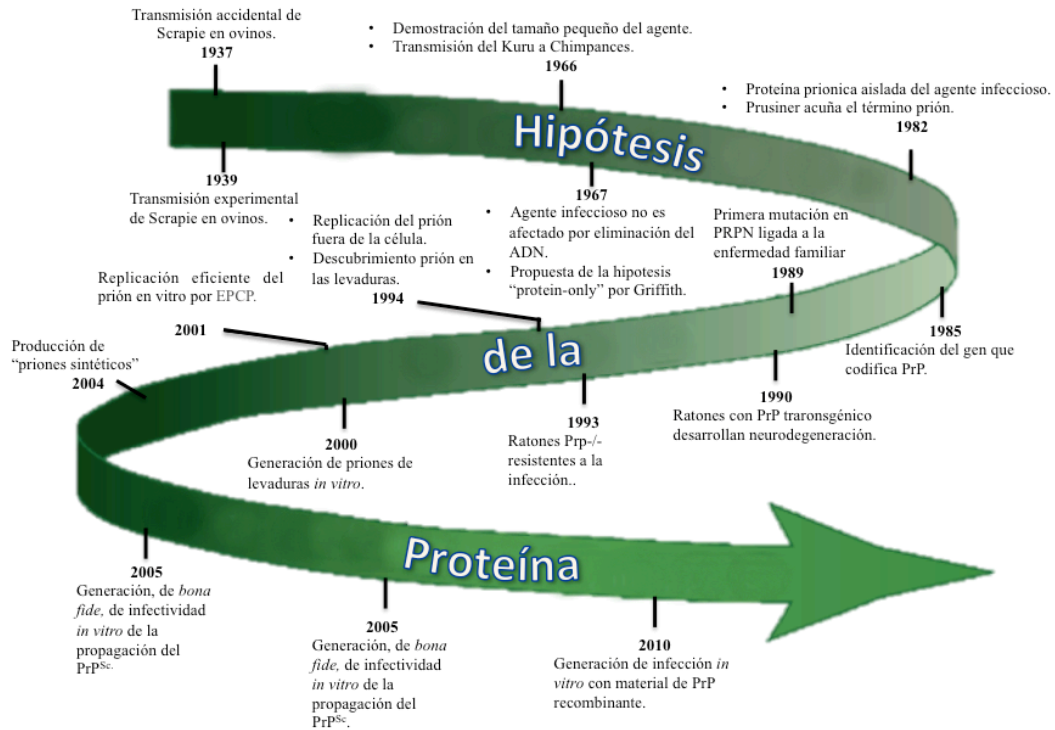 Transmisión accidental de
Scrapie en ovinos.
1937
• Demostración del tamaño pequeño del agente.
• Transmisión del Kuru a Chimpances.
1966
• Proteína prionica aislada del agente infeccioso.
• Prusiner acuña el término prión.
1982
Hipótesis
1939
Transmisión experimental
de Scrapie en ovinos.
1967
• Agente infeccioso no es
afectado por eliminación del
ADN.
• Propuesta de la hipotesis
“protein-only” por Griffith.
• Replicación del prión
fuera de la célula.
• Descubrimiento prión en
las levaduras.
1994
Primera mutación en
PRPN ligada a la
enfermedad familiar
1989
Replicación eficiente del
prión en vitro por EPCP.
2001
1985
Identificación del gen que
codifica PrP.
de la
Producción de
“priones sintéticos”
2004
1990
Ratones con PrP traronsgénico
desarrollan neurodegeneración.
1993
Ratones Prp-/-
resistentes a la
infección..
2000
Generación de priones de
levaduras in vitro.
Proteína
2005
Generación, de bona
fide, de infectividad
in vitro de la
propagación del
PrPSc.
2005
Generación, de bona
fide, de infectividad
in vitro de la
propagación del
PrPSc.
2010
Generación de infección in
vitro con material de PrP
recombinante.